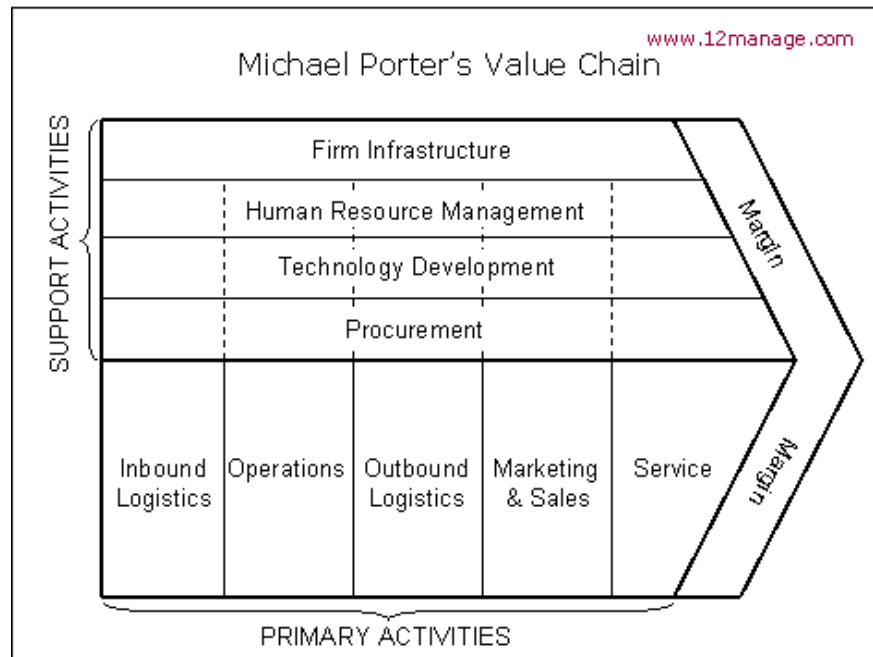 www.12manage.com
Michael Porter's Value Chain
SUPPORT ACTIVITIES
Firm Infrastructure
Human Resource Management
Technology Development
Procurement
Margin
Inbound
Logistics
Operations
Outbound
Logistics
Marketing
& Sales
Service
Margin
PRIMARY ACTIVITIES